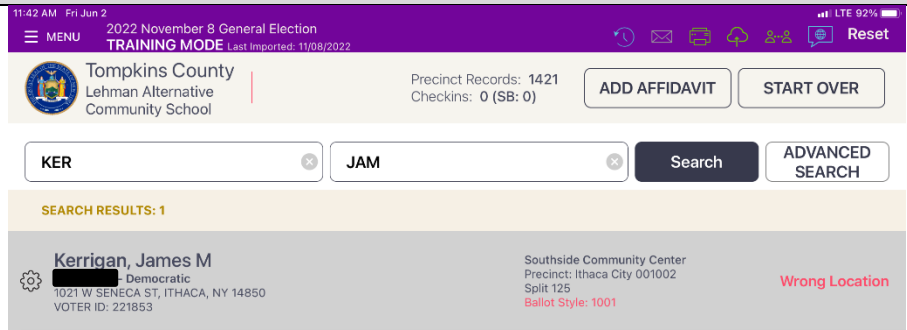 11:42 AM Fri Jun 2
LTE 92%
MENU
2022 November 8 General Election
TRAINING MODE Last Imported: 11/08/2022
Reset
Tompkins County
Lehman Alternative
Community School
Precinct Records: 1421
Checkins: 0 (SB: 0)
ADD AFFIDAVIT
START OVER
KER
JAM
Search
ADVANCED
SEARCH
SEARCH RESULTS: 1
Kerrigan, James M
- Democratic
1021 W SENECA ST, ITHACA, NY 14850
VOTER ID: 221853
Southside Community Center
Precinct: Ithaca City 001002
Split 125
Ballot Style: 1001
Wrong Location